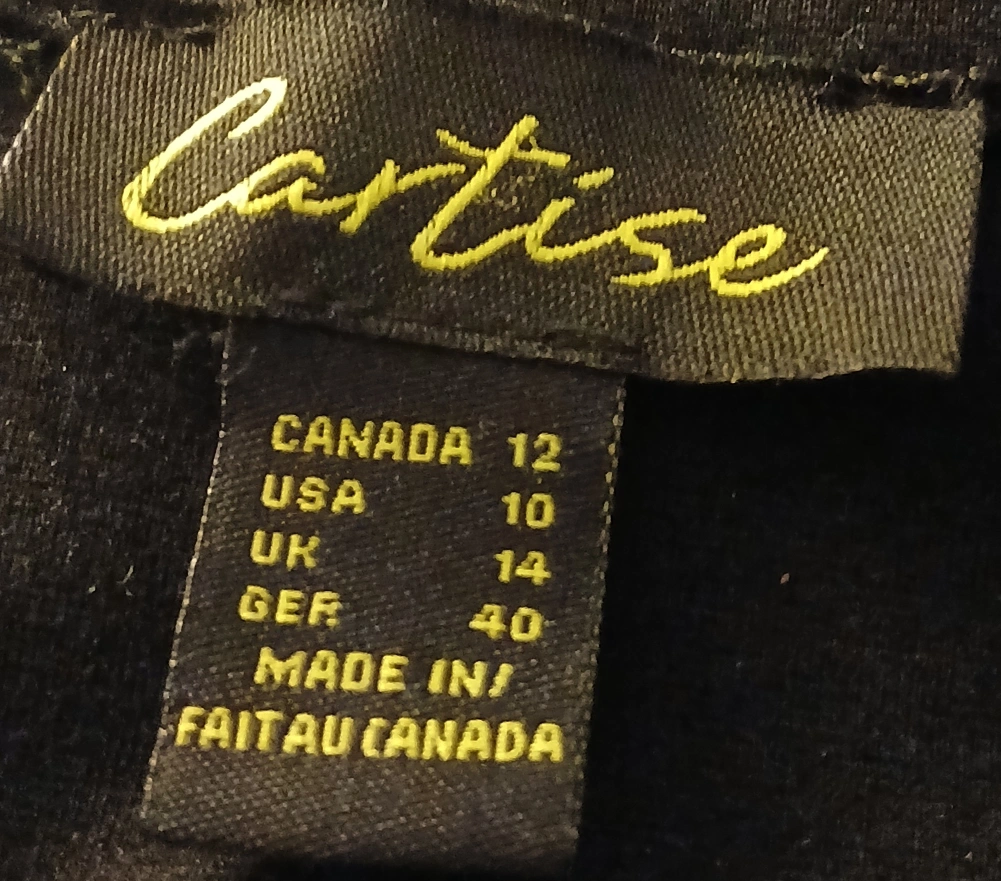 Cartise
CANADA 12
USA 10
UK 14
GER 40
MADE IN/
FAIT AU CANADA